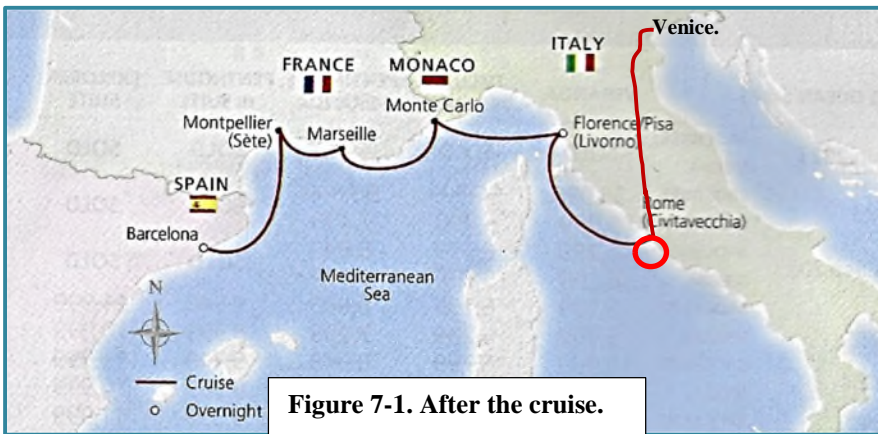 Venice.
ITALY
FRANCE
MONACO
Monte Carlo
Montpellier
(Sète)
Marseille
Florence/Pisa
(Livorno)
SPAIN
Rome
(Civitavecchia)
Barcelona
Mediterranean
Sea
N
Cruise
Overnight
Figure 7-1. After the cruise.